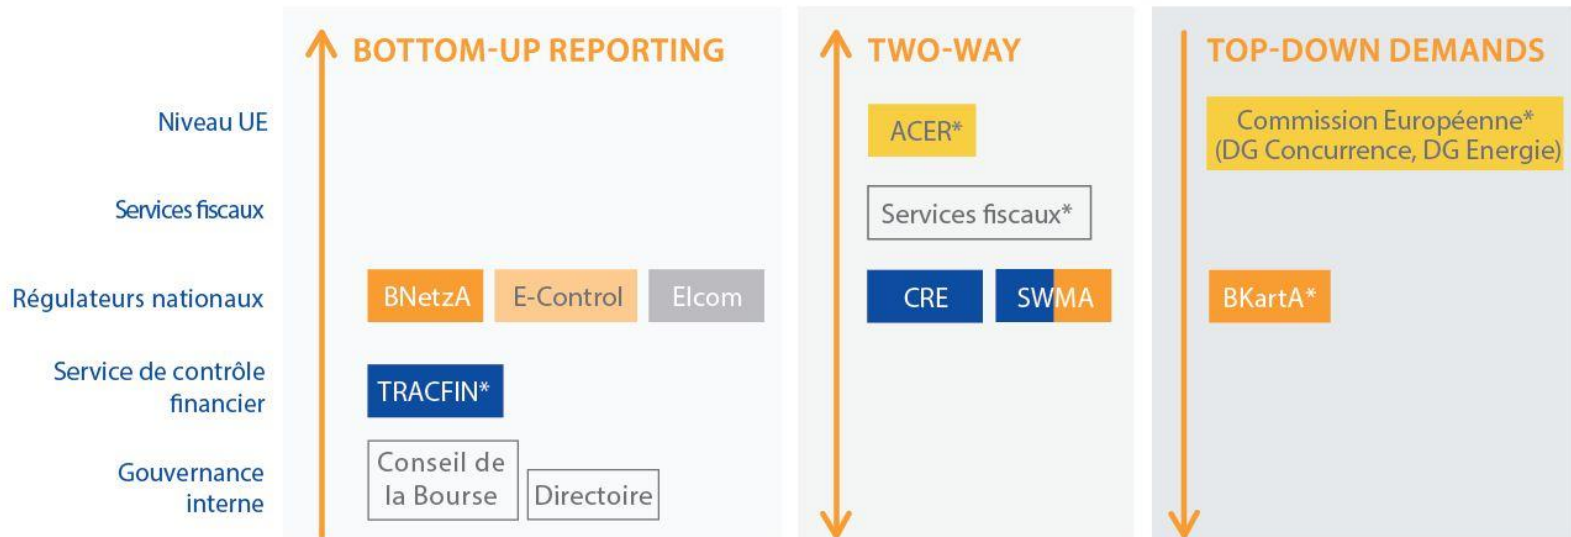 BOTTOM-UP REPORTING
TWO-WAY
TOP-DOWN DEMANDS
Niveau UE
ACER*
Commission Européenne*
(DG Concurrence, DG Energie)
Services fiscaux
Services fiscaux*
Régulateurs nationaux
BNetzA
E-Control
Elcom
CRE
SWMA
BKartA*
Service de contrôle
financier
TRACFIN*
Gouvernance
interne
Conseil de
la Bourse
Directoire